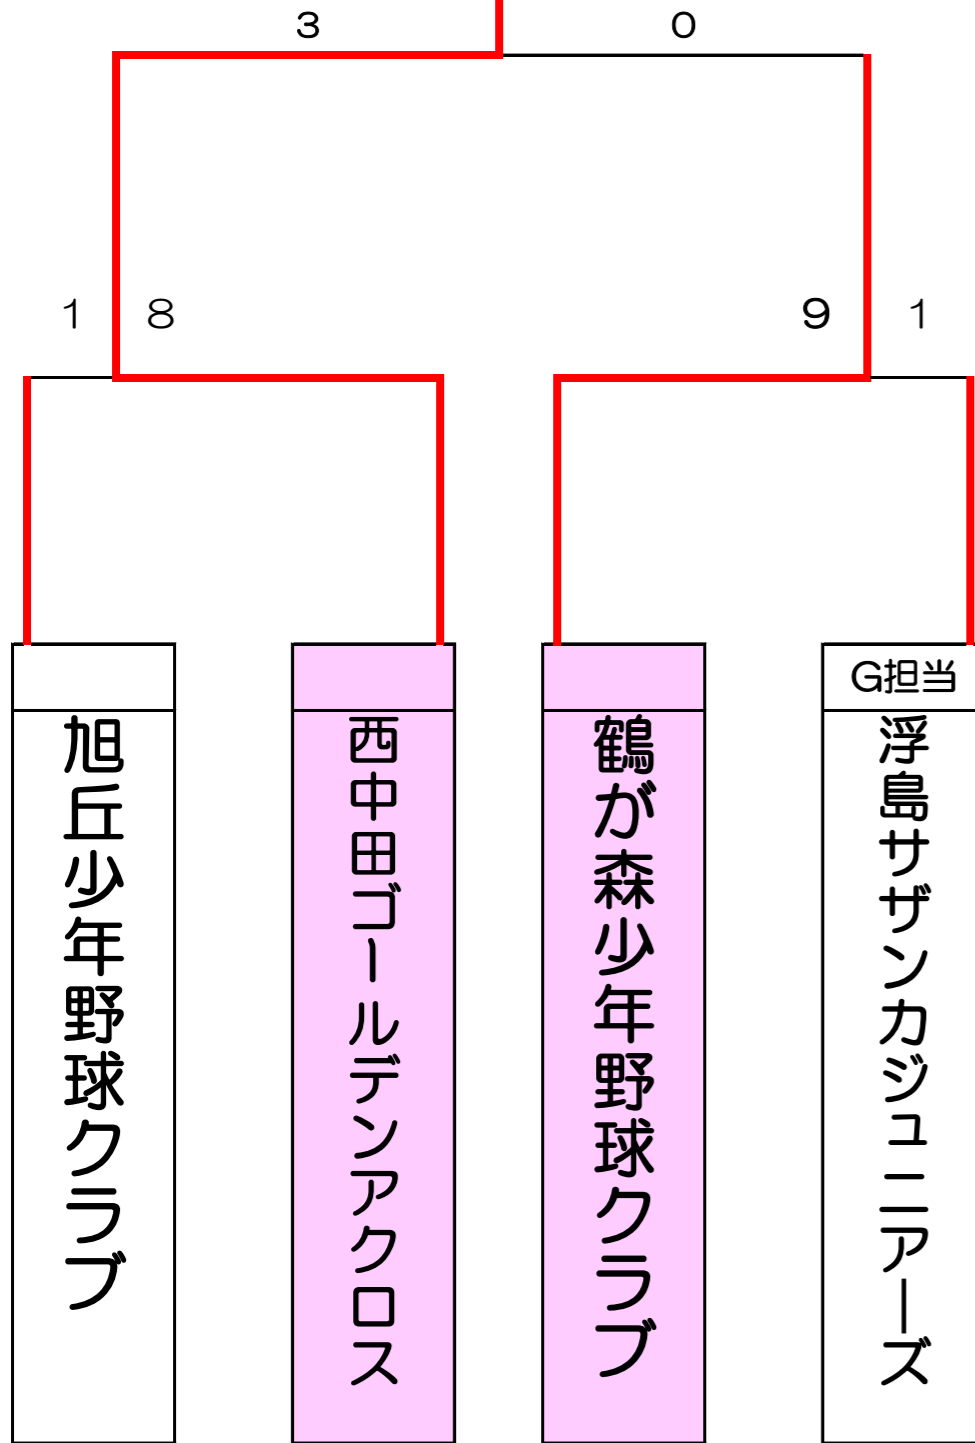 3 0
1 8 9 1
G担当
旭丘少年野球クラブ
西中田ゴールデンアクロス
鶴が森少年野球クラブ
浮島サザンカジュニアーズ